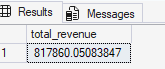 Results Messages
total_revenue
1 817860.05083847